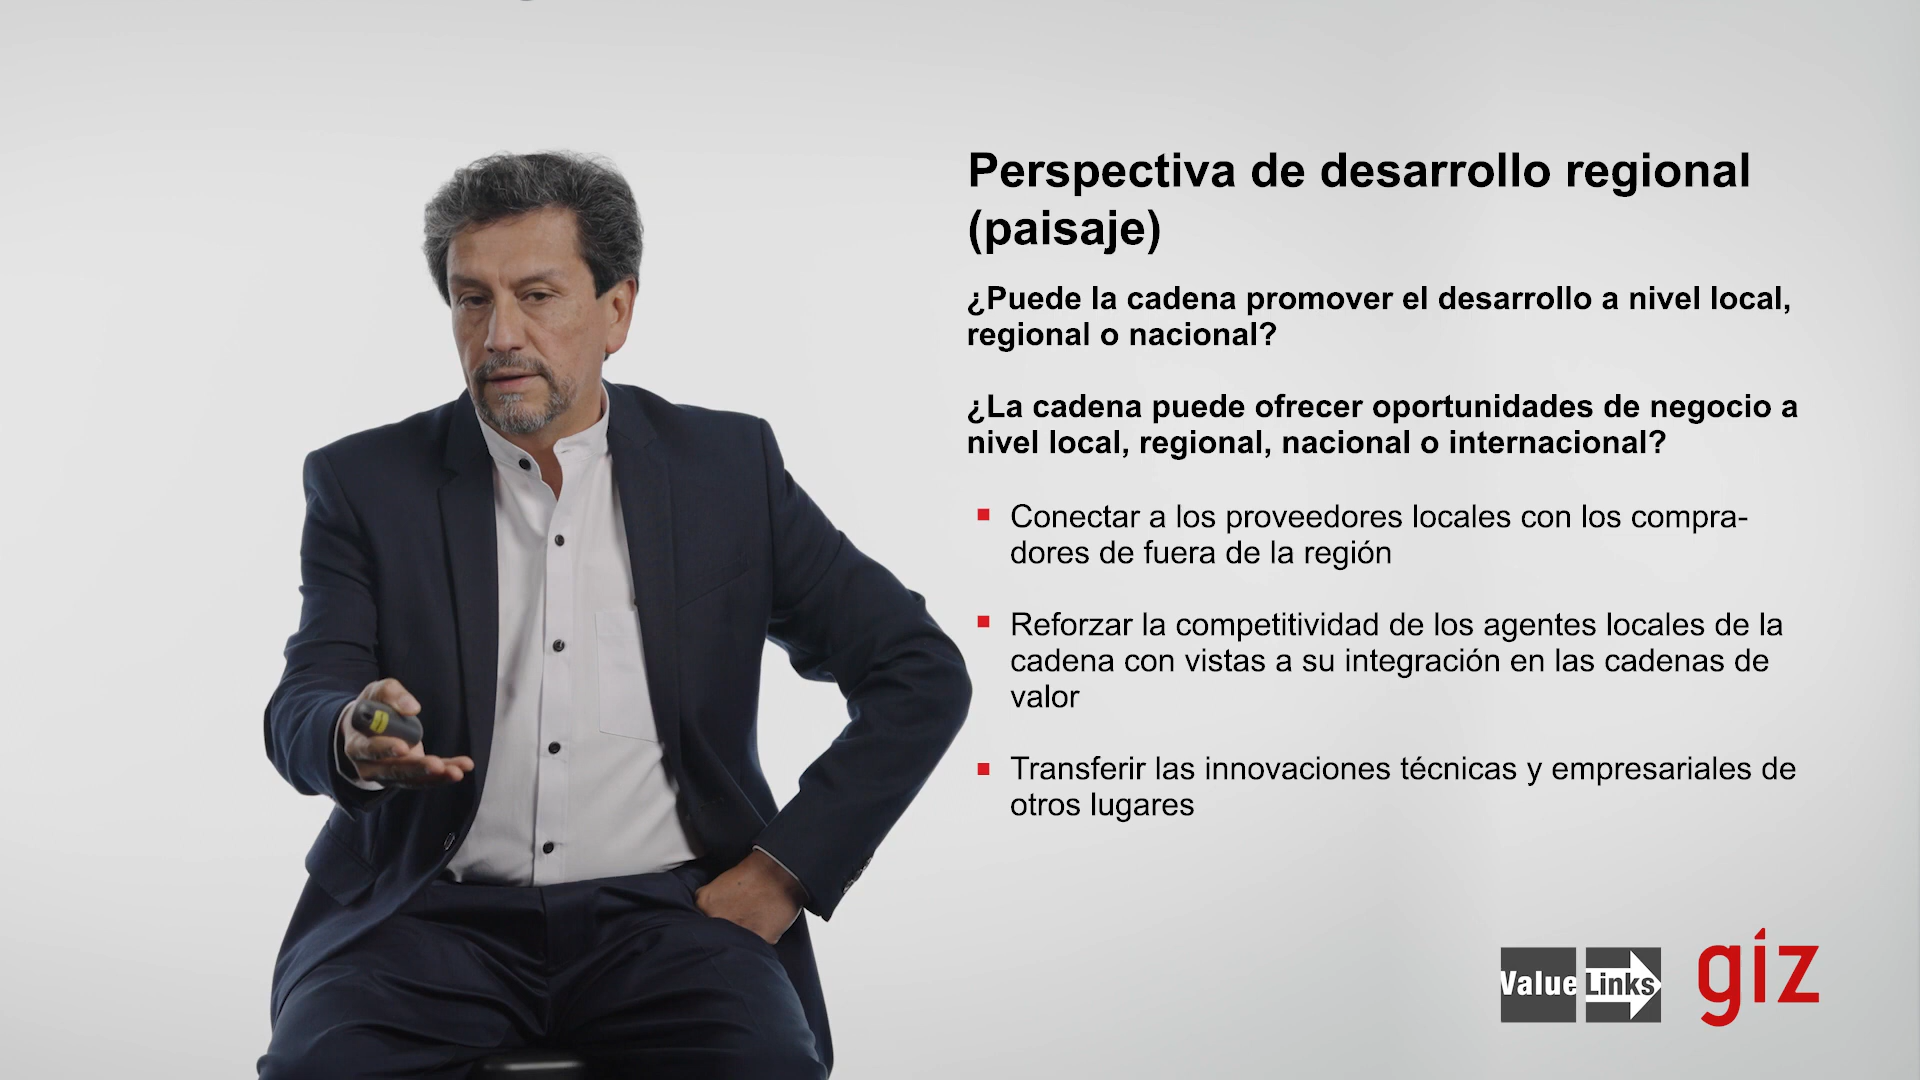 Perspectiva de desarrollo regional
(paisaje)
¿Puede la cadena promover el desarrollo a nivel local,
regional o nacional?
¿La cadena puede ofrecer oportunidades de negocio a
nivel local, regional, nacional o internacional?
Conectar a los proveedores locales con los compra-
dores de fuera de la región
Reforzar la competitividad de los agentes locales de la
cadena con vistas a su integración en las cadenas de
valor
Transferir las innovaciones técnicas y empresariales de
otros lugares
Value Links
giz